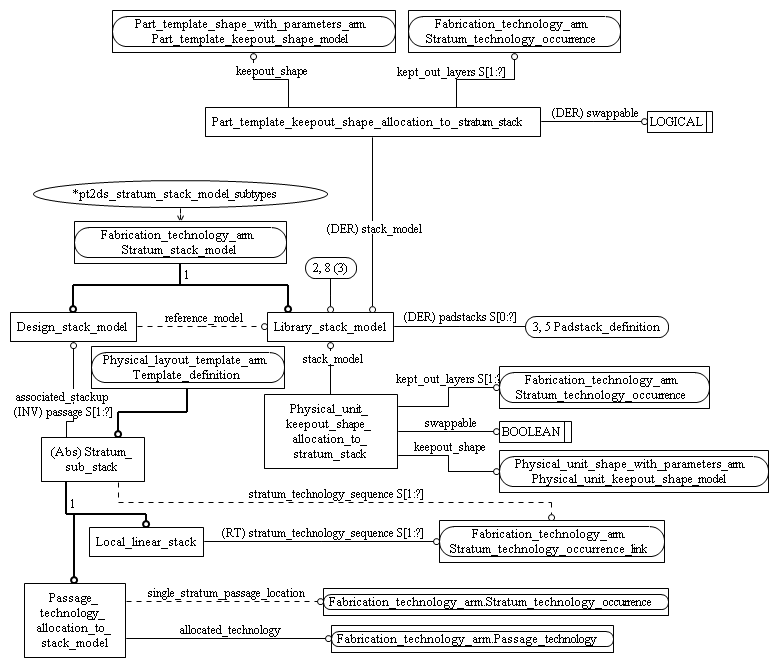 Part_template_shape_with_parameters_arm.
Part_template_keepout_shape_model
Fabrication_technology_arm.
Stratum_technology_occurrence
keepout_shape
kept_out_layers S[1:?]
Part_template_keepout_shape_allocation_to_stratum_stack
(DER) swappable
LOGICAL
*pt2ds_stratum_stack_model_subtypes
Fabrication_technology_arm.
Stratum_stack_model
(DER) stack_model
1
2, 8 (3)
Design_stack_model
reference_model
Library_stack_model
(DER) padstacks S[0:?]
3, 5 Padstack_definition
Physical_layout_template_arm.
Template_definition
stack_model
associated_stackup
(INV) passage S[1:?]
kept_out_layers S[1:?]
Fabrication_technology_arm.
Stratum_technology_occurrence
Physical_unit_
keepout_shape_
allocation_to_
stratum_stack
swappable
BOOLEAN
keepout_shape
(Abs) Stratum_
sub_stack
Physical_unit_shape_with_parameters_arm.
Physical_unit_keepout_shape_model
1
stratum_technology_sequence S[1:?]
Local_linear_stack
(RT) stratum_technology_sequence S[1:?]
Fabrication_technology_arm.
Stratum_technology_occurrence_link
Passage_
technology_
allocation_to_
stack_model
single_stratum_passage_location
Fabrication_technology_arm.Stratum_technology_occurrence
allocated_technology
Fabrication_technology_arm.Passage_technology